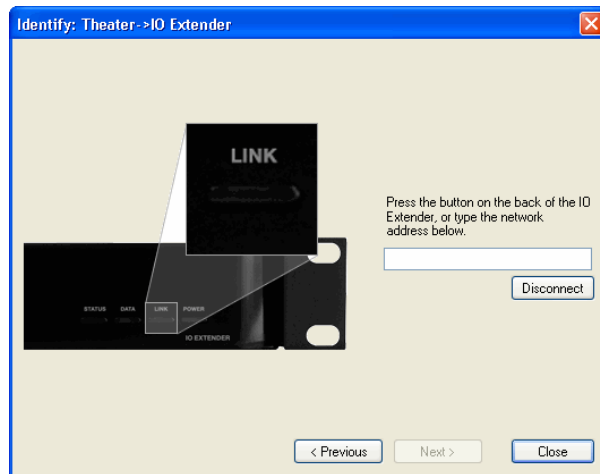 Identify: Theater->IO Extender
LINK
Press the button on the back of the IO
Extender, or type the network
address below.
Disconnect
STATUS DATA LINK POWER
IO EXTENDER
< Previous
Next >
Close